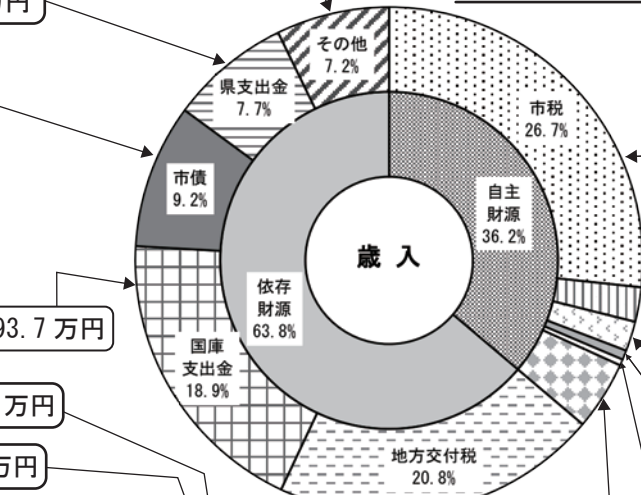 万円
その他
7.2%
県支出金
7.7%
市税
26.7%
市債
9.2%
自主
財源
36.2%
歳入
依存
財源
63.8%
93.7万円
国庫
支出金
18.9%
万円
万円
地方交付税
20.8%